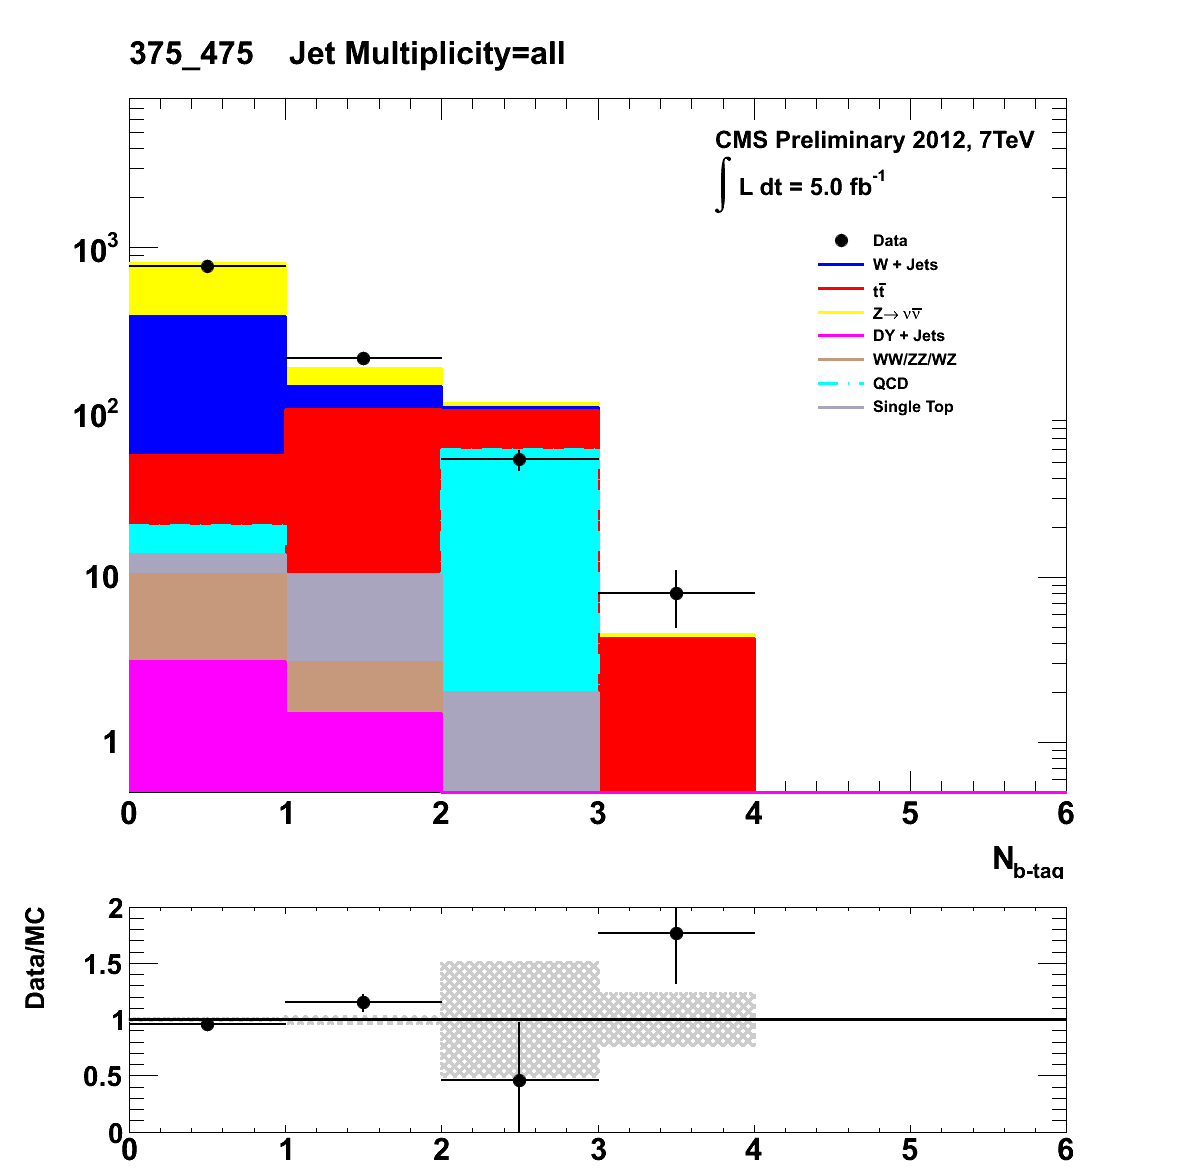 375_475 Jet Multiplicity=all
CMS Preliminary 2012, 7TeV
∫ L dt = 5.0 fb⁻¹
Data
W + Jets
tt̅
Z→ νν̅
DY + Jets
WW/ZZ/WZ
QCD
Single Top
10³
10²
10
1
0 1 2 3 4 5 6
N b-tag
Data/MC
2
1.5
1
0.5
0
0 1 2 3 4 5 6